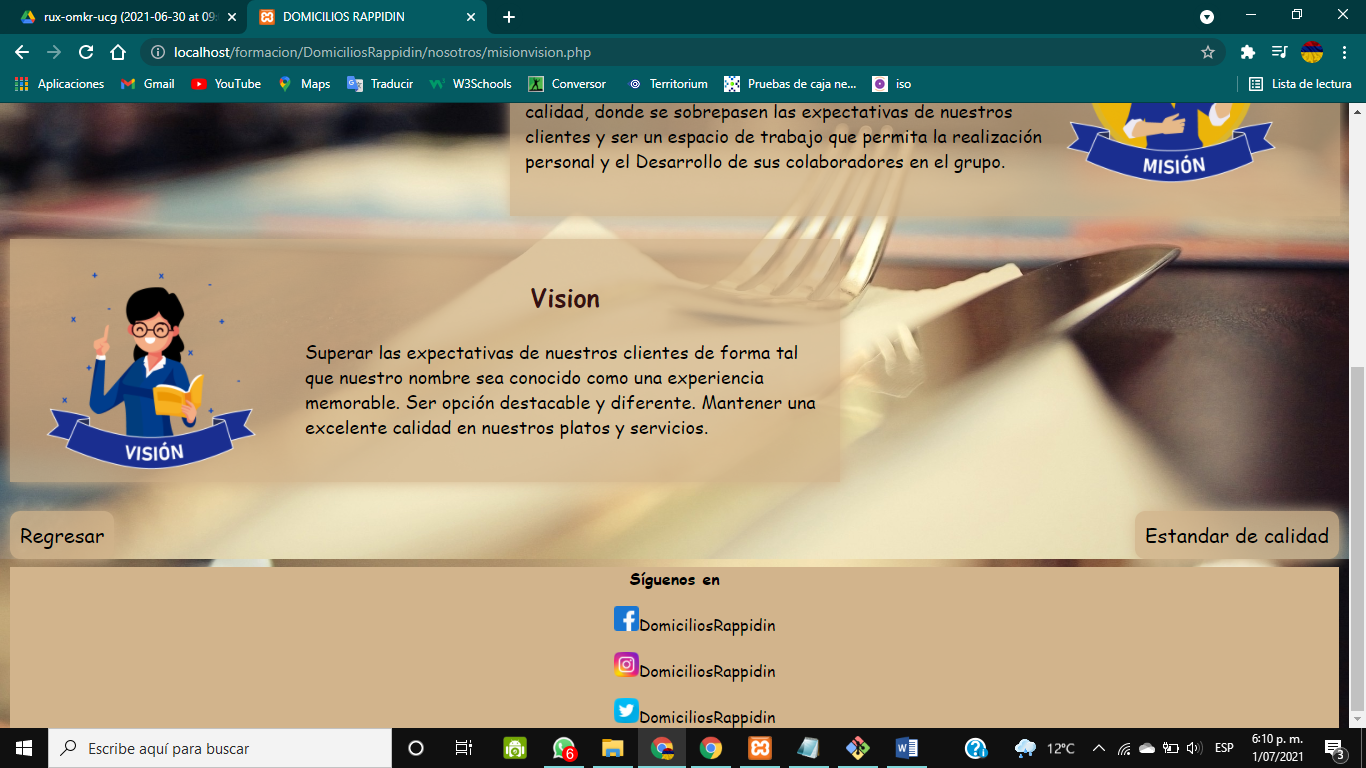 rux-omkr-ucg (2021-06-30 at 09:
DOMICILIOS RAPPIDIN
localhost/formacion/DomiciliosRappidin/nosotros/misionvision.php
Aplicaciones
Gmail
YouTube
Maps
Traducir
W3Schools
Conversor
Territorium
Pruebas de caja ne...
iso
Lista de lectura
calidad, donde se sobrepasen las expectativas de nuestros
clientes y ser un espacio de trabajo que permita la realización
personal y el Desarrollo de sus colaboradores en el grupo.
MISIÓN
Vision
Superar las expectativas de nuestros clientes de forma tal
que nuestro nombre sea conocido como una experiencia
memorable. Ser opción destacable y diferente. Mantener una
excelente calidad en nuestros platos y servicios.
VISIÓN
Regresar
Estandar de calidad
Síguenos en
DomiciliosRappidin
DomiciliosRappidin
DomiciliosRappidin
Escribe aquí para buscar
6
12°C
ESP
6:10 p. m.
1/07/2021
3